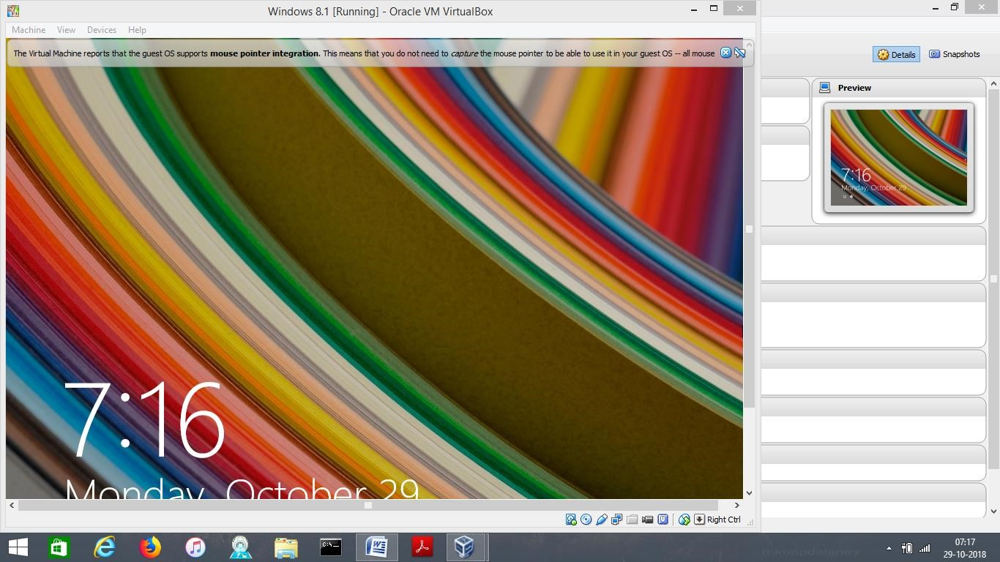 Windows 8.1 [Running] - Oracle VM VirtualBox
Machine View Devices Help
The Virtual Machine reports that the guest OS supports mouse pointer integration. This means that you do not need to capture the mouse pointer to be able to use it in your guest OS -- all mouse
Details Snapshots
Preview
7:16
Monday, October 29
7:16
Monday, October 29
Right Ctrl
C:\
b.koppdelaney
07:17
29-10-2018